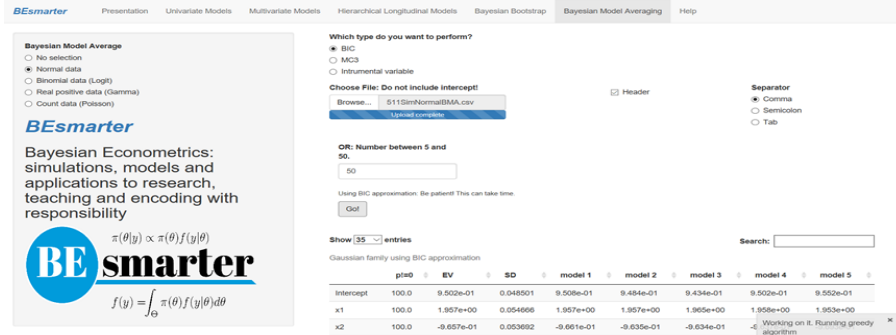 BEsmarter Presentation Univariate Models Multivariate Models Hierarchical Longitudinal Models Bayesian Bootstrap Bayesian Model Averaging Help
Bayesian Model Average
No selection
Normal data
Binomial data (Logit)
Real positive data (Gamma)
Count data (Poisson)
BEsmarter
Bayesian Econometrics:
simulations, models and
applications to research,
teaching and encoding with
responsibility
π(θ|y) ∝ π(θ)f(y|θ)
BE smarter
f(y) = ∫Θ π(θ)f(y|θ)dθ
Which type do you want to perform?
BIC
MC3
Intrumental variable
Choose File: Do not include intercept!
Browse... 511SimNormalBMA.csv
Upload complete
Header
Separator
Comma
Semicolon
Tab
OR: Number between 5 and
50.
50
Using BIC approximation: Be patient! This can take time.
Go!
Show 35 entries
Search:
Gaussian family using BIC approximation
p!=0 EV SD model 1 model 2 model 3 model 4 model 5
Intercept 100.0 9.502e-01 0.048501 9.508e-01 9.484e-01 9.434e-01 9.502e-01 9.552e-01
x1 100.0 1.957e+00 0.054666 1.957e+00 1.957e+00 1.965e+00 1.958e+00 1.953e+00
x2 100.0 -9.657e-01 0.053692 -9.661e-01 -9.635e-01 -9.634e-01
Working on it. Running greedy
algorithm